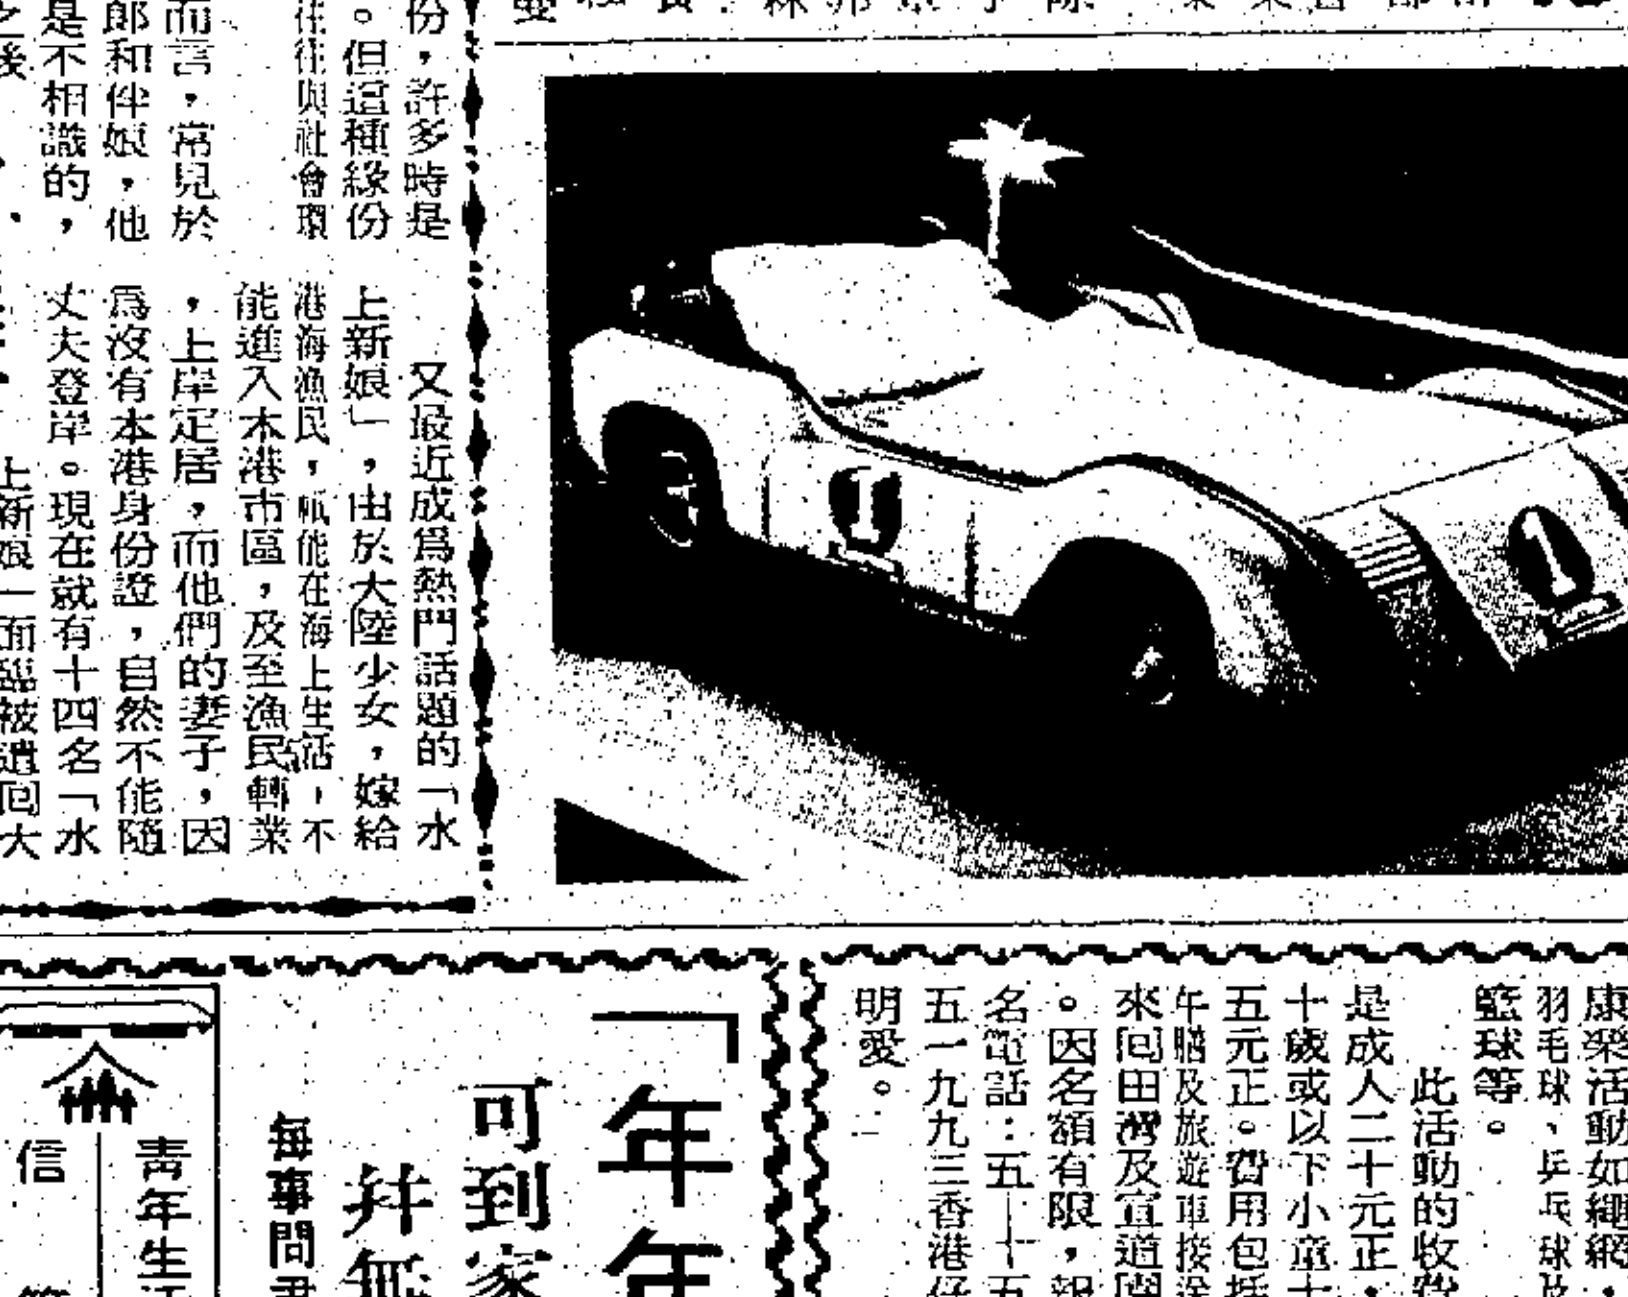 份，許多時是
。但這種緣份
往往與社會環
而言，常見於
郎和伴娘，他
是不相識的，
之後
又最近成爲熱門話題的「水
上新娘」，由於大陸少女，嫁給
港海漁民，祇能在海上生活，不
能進入本港市區，及至漁民轉業
，上岸定居，而他們的妻子，因
爲沒有本港身份證，自然不能隨
丈夫登岸。現在就有十四名「水
上新娘」面臨被遣回大
1
1
康樂活動如繩網，
羽毛球、乒乓球及
籃球等。
此活動的收費
是成人二十元正，
十歲或以下小童十
五元正。費用包括
午膳及旅遊車接送
來回田灣及宣道園
。因名額有限，報
名電話：五—五
五一九九三香港仔
明愛。
「年年
可到家
幷無
每事問
青年生活
信